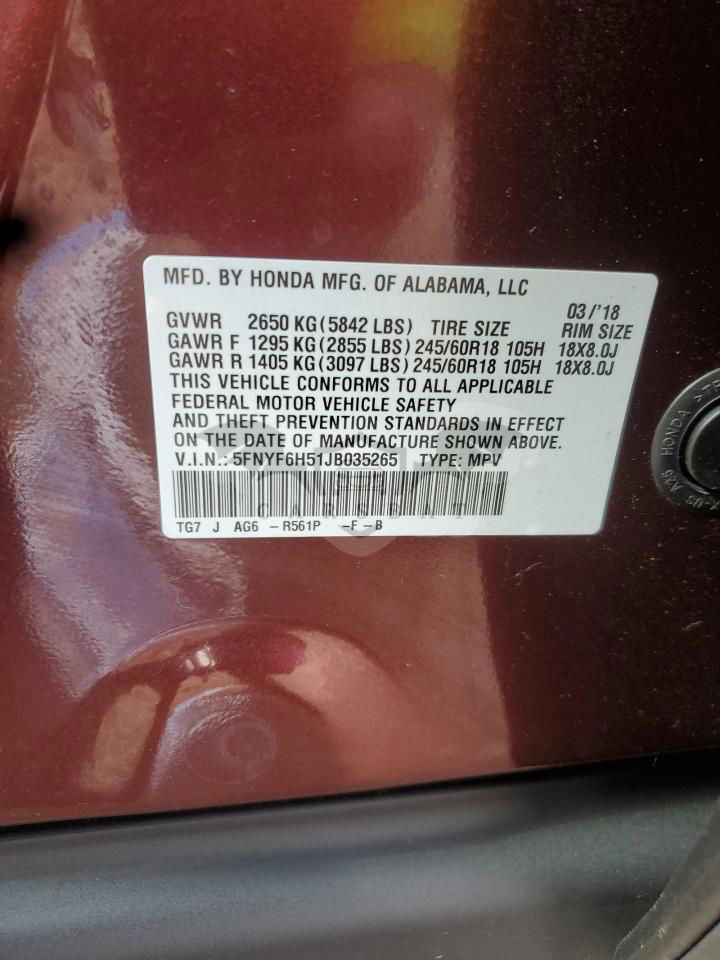 MFD. BY HONDA MFG. OF ALABAMA, LLC
03/'18
GVWR 2650 KG (5842 LBS) TIRE SIZE RIM SIZE
GAWR F 1295 KG (2855 LBS) 245/60R18 105H 18X8.0J
GAWR R 1405 KG (3097 LBS) 245/60R18 105H 18X8.0J
THIS VEHICLE CONFORMS TO ALL APPLICABLE
FEDERAL MOTOR VEHICLE SAFETY
AND THEFT PREVENTION STANDARDS IN EFFECT
ON THE DATE OF MANUFACTURE SHOWN ABOVE.
V.I.N.: 5FNYF6H51JB035265 TYPE: MPV
TG7 J AG6 - R561P -F-B
HONDA